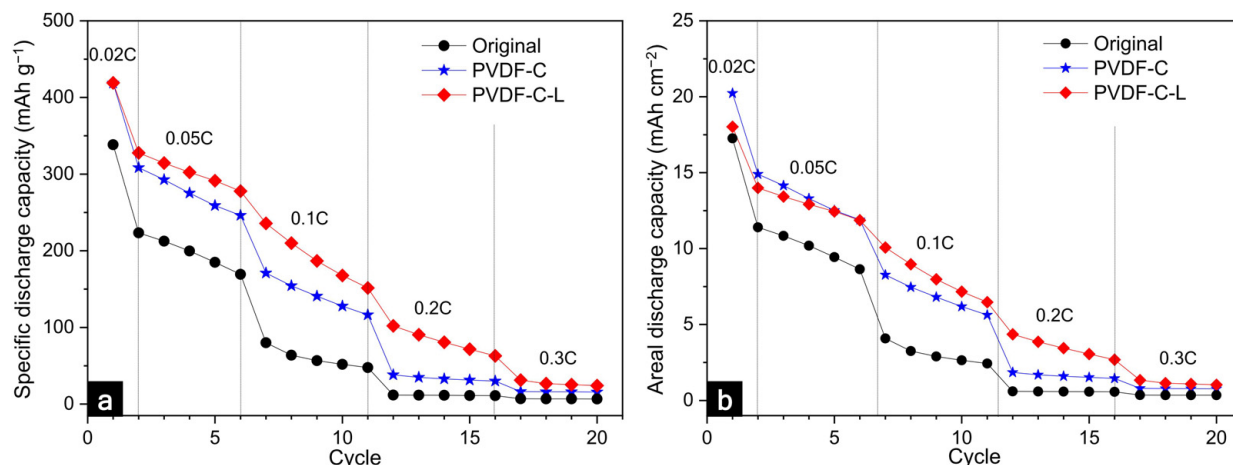 Specific discharge capacity (mAh g⁻¹)
500
400
300
200
100
0
0.02C
0.05C
0.1C
0.2C
0.3C
Original
PVDF-C
PVDF-C-L
a
0 5 10 15 20
Cycle
Areal discharge capacity (mAh cm⁻²)
25
20
15
10
5
0
0.02C
0.05C
0.1C
0.2C
0.3C
Original
PVDF-C
PVDF-C-L
b
0 5 10 15 20
Cycle